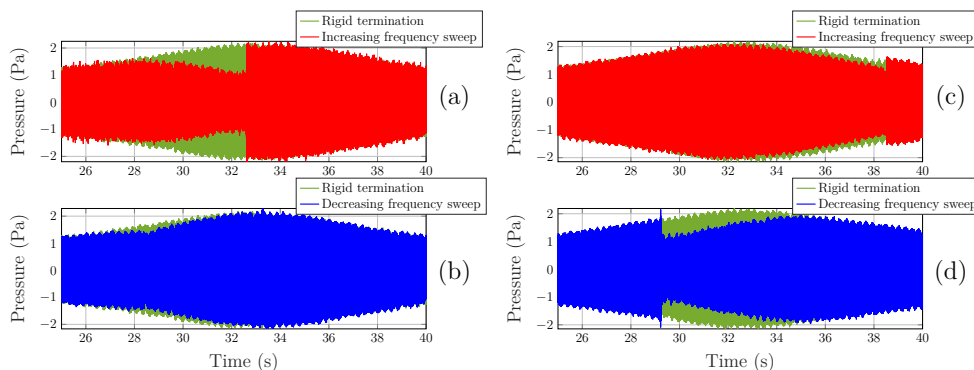 Rigid termination
Increasing frequency sweep
Pressure (Pa)
2
1
0
−1
−2
26 28 30 32 34 36 38 40
(a)
Rigid termination
Decreasing frequency sweep
Pressure (Pa)
2
1
0
−1
−2
26 28 30 32 34 36 38 40
Time (s)
(b)
Rigid termination
Increasing frequency sweep
Pressure (Pa)
2
1
0
−1
−2
26 28 30 32 34 36 38 40
(c)
Rigid termination
Decreasing frequency sweep
Pressure (Pa)
2
1
0
−1
−2
26 28 30 32 34 36 38 40
Time (s)
(d)